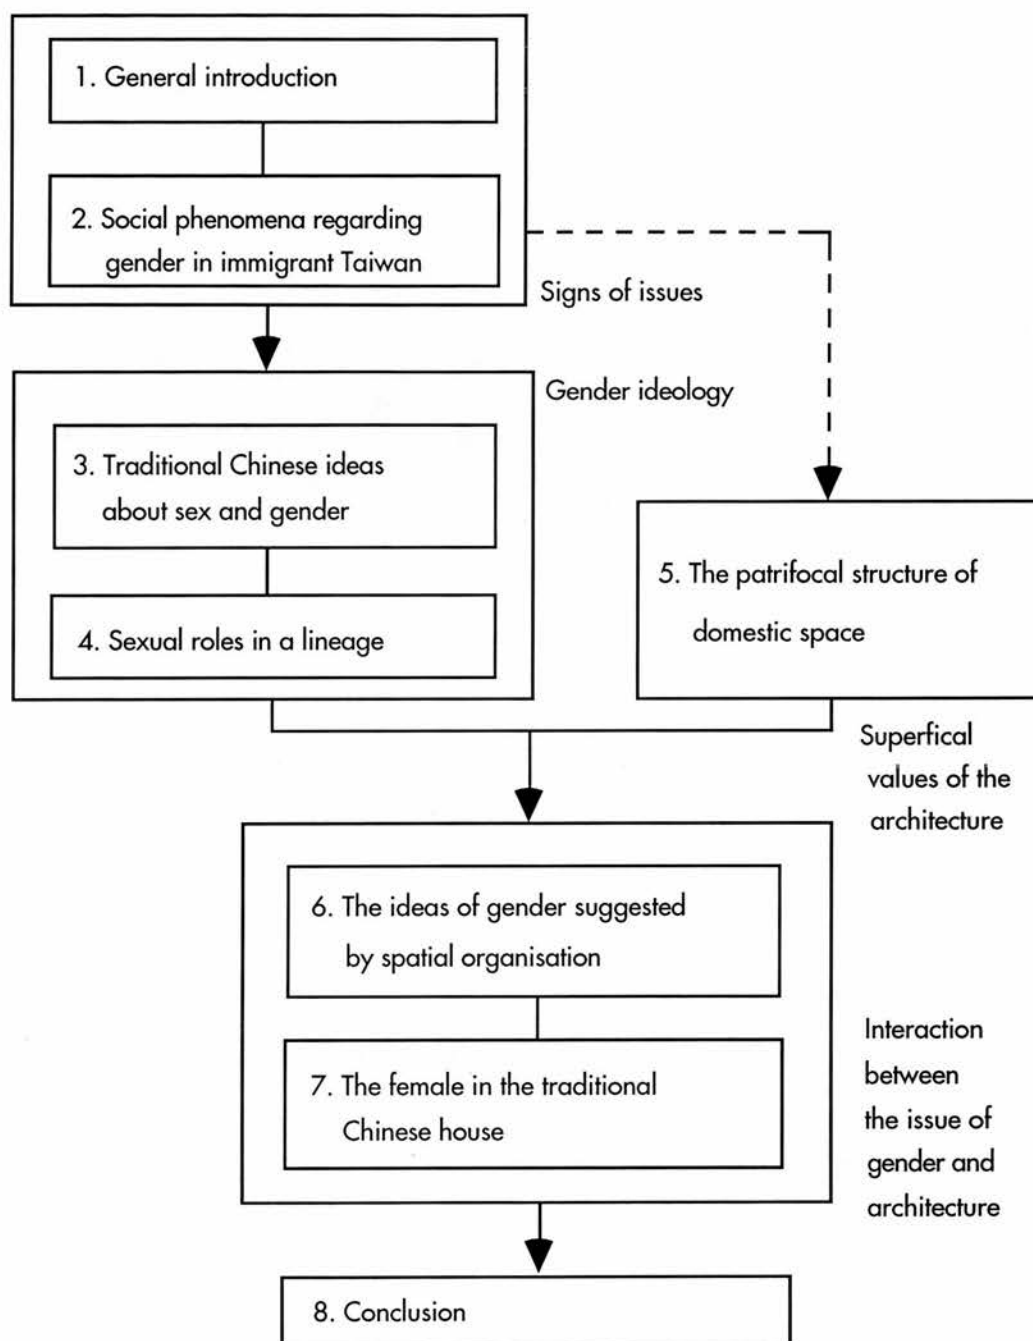 1. General introduction
2. Social phenomena regarding
gender in immigrant Taiwan
Signs of issues
Gender ideology
3. Traditional Chinese ideas
about sex and gender
4. Sexual roles in a lineage
5. The patrifocal structure of
domestic space
Superfical
values of the
architecture
6. The ideas of gender suggested
by spatial organisation
7. The female in the traditional
Chinese house
Interaction
between
the issue of
gender and
architecture
8. Conclusion